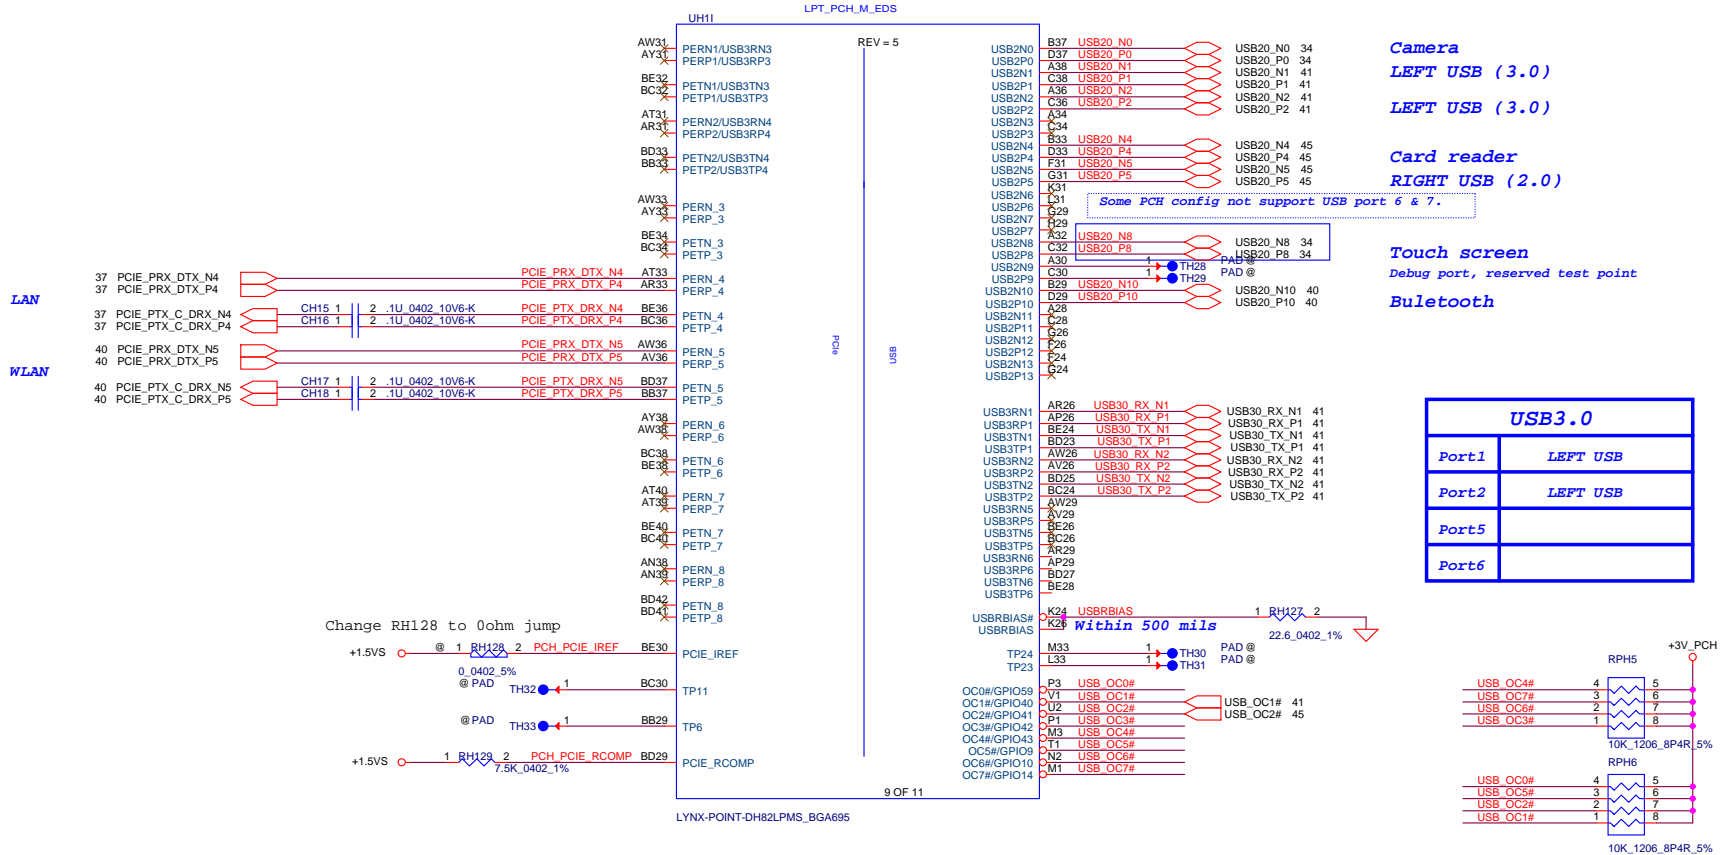 LPT_PCH_M_EDS
UH1I
REV = 5
AW31 PERN1/USB3RN3
AY31 PERP1/USB3RP3
BE32 PETN1/USB3TN3
BC32 PETP1/USB3TP3
AT31 PERN2/USB3RN4
AR31 PERP2/USB3RP4
BD33 PETN2/USB3TN4
BB33 PETP2/USB3TP4
AW33 PERN_3
AY33 PERP_3
BE34 PETN_3
BC34 PETP_3
LAN
37 PCIE_PRX_DTX_N4 PCIE_PRX_DTX_N4 AT33 PERN_4
37 PCIE_PRX_DTX_P4 PCIE_PRX_DTX_P4 AR33 PERP_4
37 PCIE_PTX_C_DRX_N4 CH15 1 2 .1U_0402_10V6-K PCIE_PTX_DRX_N4 BE36 PETN_4
37 PCIE_PTX_C_DRX_P4 CH16 1 2 .1U_0402_10V6-K PCIE_PTX_DRX_P4 BC36 PETP_4
WLAN
40 PCIE_PRX_DTX_N5 PCIE_PRX_DTX_N5 AW36 PERN_5
40 PCIE_PRX_DTX_P5 PCIE_PRX_DTX_P5 AV36 PERP_5
40 PCIE_PTX_C_DRX_N5 CH17 1 2 .1U_0402_10V6-K PCIE_PTX_DRX_N5 BD37 PETN_5
40 PCIE_PTX_C_DRX_P5 CH18 1 2 .1U_0402_10V6-K PCIE_PTX_DRX_P5 BB37 PETP_5
AY38 PERN_6
AW38 PERP_6
BC38 PETN_6
BE38 PETP_6
AT40 PERN_7
AT39 PERP_7
BE40 PETN_7
BC40 PETP_7
AN38 PERN_8
AN39 PERP_8
BD42 PETN_8
BD41 PETP_8
Change RH128 to 0ohm jump
+1.5VS @ 1 RH128 2 PCH_PCIE_IREF BE30 PCIE_IREF
0_0402_5%
@ PAD TH32 1 BC30 TP11
@ PAD TH33 1 BB29 TP6
+1.5VS 1 RH129 2 PCH_PCIE_RCOMP BD29 PCIE_RCOMP
7.5K_0402_1%
PCIe
USB
USB2N0 B37 USB20_N0 USB20_N0 34 Camera
USB2P0 D37 USB20_P0 USB20_P0 34
USB2N1 A38 USB20_N1 USB20_N1 41 LEFT USB (3.0)
USB2P1 C38 USB20_P1 USB20_P1 41
USB2N2 A36 USB20_N2 USB20_N2 41
USB2P2 C36 USB20_P2 USB20_P2 41 LEFT USB (3.0)
USB2N3 A34
USB2P3 C34
USB2N4 B33 USB20_N4 USB20_N4 45
USB2P4 D33 USB20_P4 USB20_P4 45 Card reader
USB2N5 F31 USB20_N5 USB20_N5 45
USB2P5 G31 USB20_P5 USB20_P5 45 RIGHT USB (2.0)
USB2N6 K31
USB2P6 L31 Some PCH config not support USB port 6 & 7.
USB2N7 G29
USB2P7 H29
USB2N8 A32 USB20_N8 USB20_N8 34
USB2P8 C32 USB20_P8 USB20_P8 34 Touch screen
USB2N9 A30 1 TH28 PAD @
USB2P9 C30 1 TH29 PAD @ Debug port, reserved test point
USB2N10 B29 USB20_N10 USB20_N10 40
USB2P10 D29 USB20_P10 USB20_P10 40 Buletooth
USB2N11 A28
USB2P11 C28
USB2N12 G26
USB2P12 F26
USB2N13 F24
USB2P13 G24
USB3RN1 AR26 USB30_RX_N1 USB30_RX_N1 41
USB3RP1 AP26 USB30_RX_P1 USB30_RX_P1 41
USB3TN1 BE24 USB30_TX_N1 USB30_TX_N1 41
USB3TP1 BD23 USB30_TX_P1 USB30_TX_P1 41
USB3RN2 AW26 USB30_RX_N2 USB30_RX_N2 41
USB3RP2 AV26 USB30_RX_P2 USB30_RX_P2 41
USB3TN2 BD25 USB30_TX_N2 USB30_TX_N2 41
USB3TP2 BC24 USB30_TX_P2 USB30_TX_P2 41
USB3RN5 AW29
USB3RP5 AV29
USB3TN5 BE26
USB3TP5 BC26
USB3RN6 AR29
USB3RP6 AP29
USB3TN6 BD27
USB3TP6 BE28
USBRBIAS# K24 USBRBIAS 1 RH127 2
USBRBIAS K26 Within 500 mils
22.6_0402_1%
TP24 M33 1 TH30 PAD @
TP23 L33 1 TH31 PAD @
OC0#/GPIO59 P3 USB_OC0#
OC1#/GPIO40 V1 USB_OC1# USB_OC1# 41
OC2#/GPIO41 U2 USB_OC2# USB_OC2# 45
OC3#/GPIO42 P1 USB_OC3#
OC4#/GPIO43 M3 USB_OC4#
OC5#/GPIO9 T1 USB_OC5#
OC6#/GPIO10 N2 USB_OC6#
OC7#/GPIO14 M1 USB_OC7#
9 OF 11
LYNX-POINT-DH82LPMS_BGA695
USB3.0
Port1 LEFT USB
Port2 LEFT USB
Port5
Port6
+3V_PCH
RPH5
USB_OC4# 4 5
USB_OC7# 3 6
USB_OC6# 2 7
USB_OC3# 1 8
10K_1206_8P4R_5%
RPH6
USB_OC0# 4 5
USB_OC5# 3 6
USB_OC2# 2 7
USB_OC1# 1 8
10K_1206_8P4R_5%